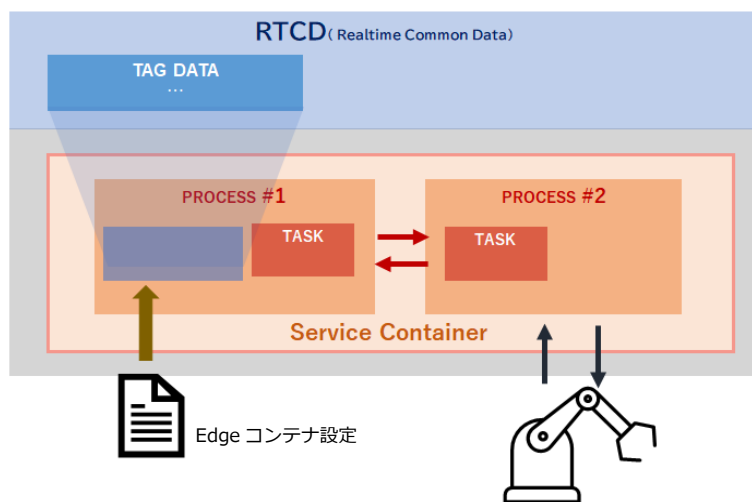 RTCD( Realtime Common Data)
TAG DATA
…
PROCESS #1
PROCESS #2
TASK
TASK
Service Container
Edge コンテナ設定